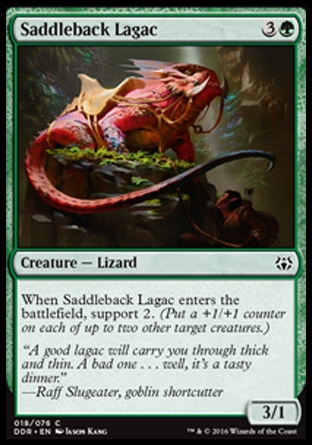 Saddleback Lagac 3
Creature — Lizard
When Saddleback Lagac enters the
battlefield, support 2. (Put a +1/+1 counter
on each of up to two other target creatures.)
"A good lagac will carry you through thick
and thin. A bad one . . . well, it's a tasty
dinner."
—Raff Slugeater, goblin shortcutter
3/1
018/076 C
DDR • EN Jason Kang
™ & © 2016 Wizards of the Coast